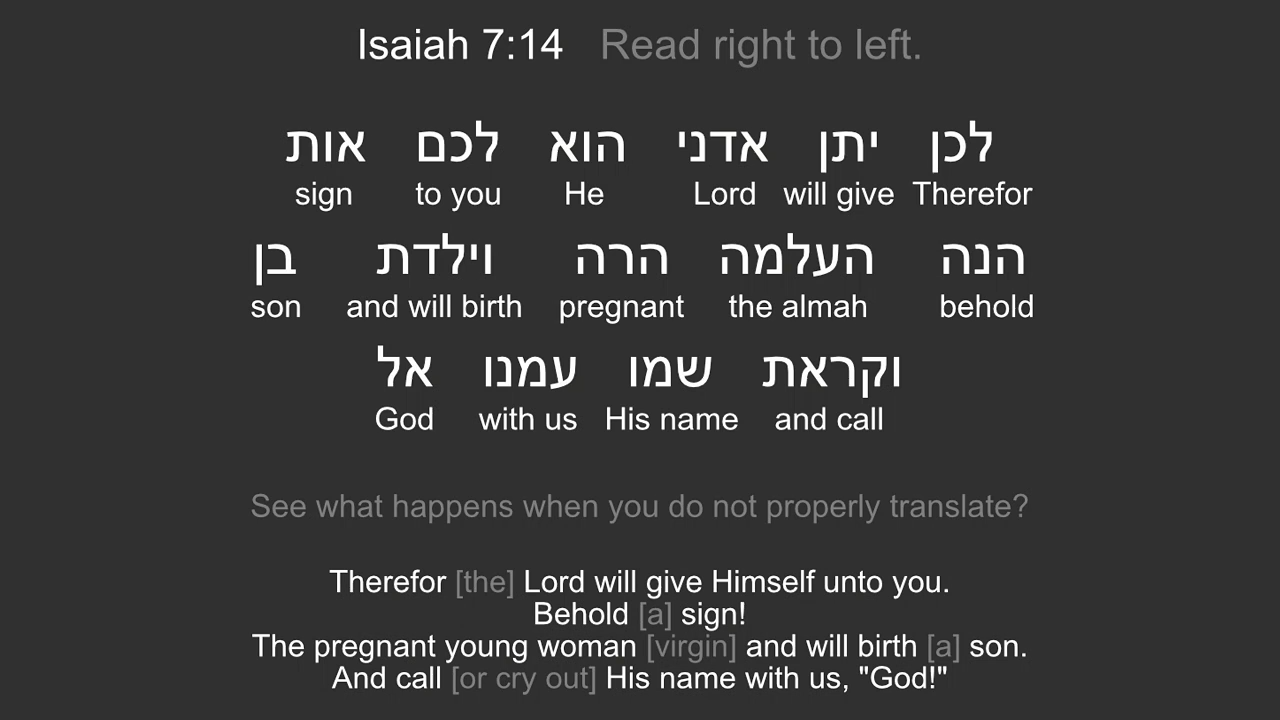 Isaiah 7:14 Read right to left.
לכן יתן אדני הוא לכם אות
sign to you He Lord will give Therefor
הנה העלמה הרה וילדת בן
son and will birth pregnant the almah behold
וקראת שמו עמנו אל
God with us His name and call
See what happens when you do not properly translate?
Therefor [the] Lord will give Himself unto you.
Behold [a] sign!
The pregnant young woman [virgin] and will birth [a] son.
And call [or cry out] His name with us, "God!"